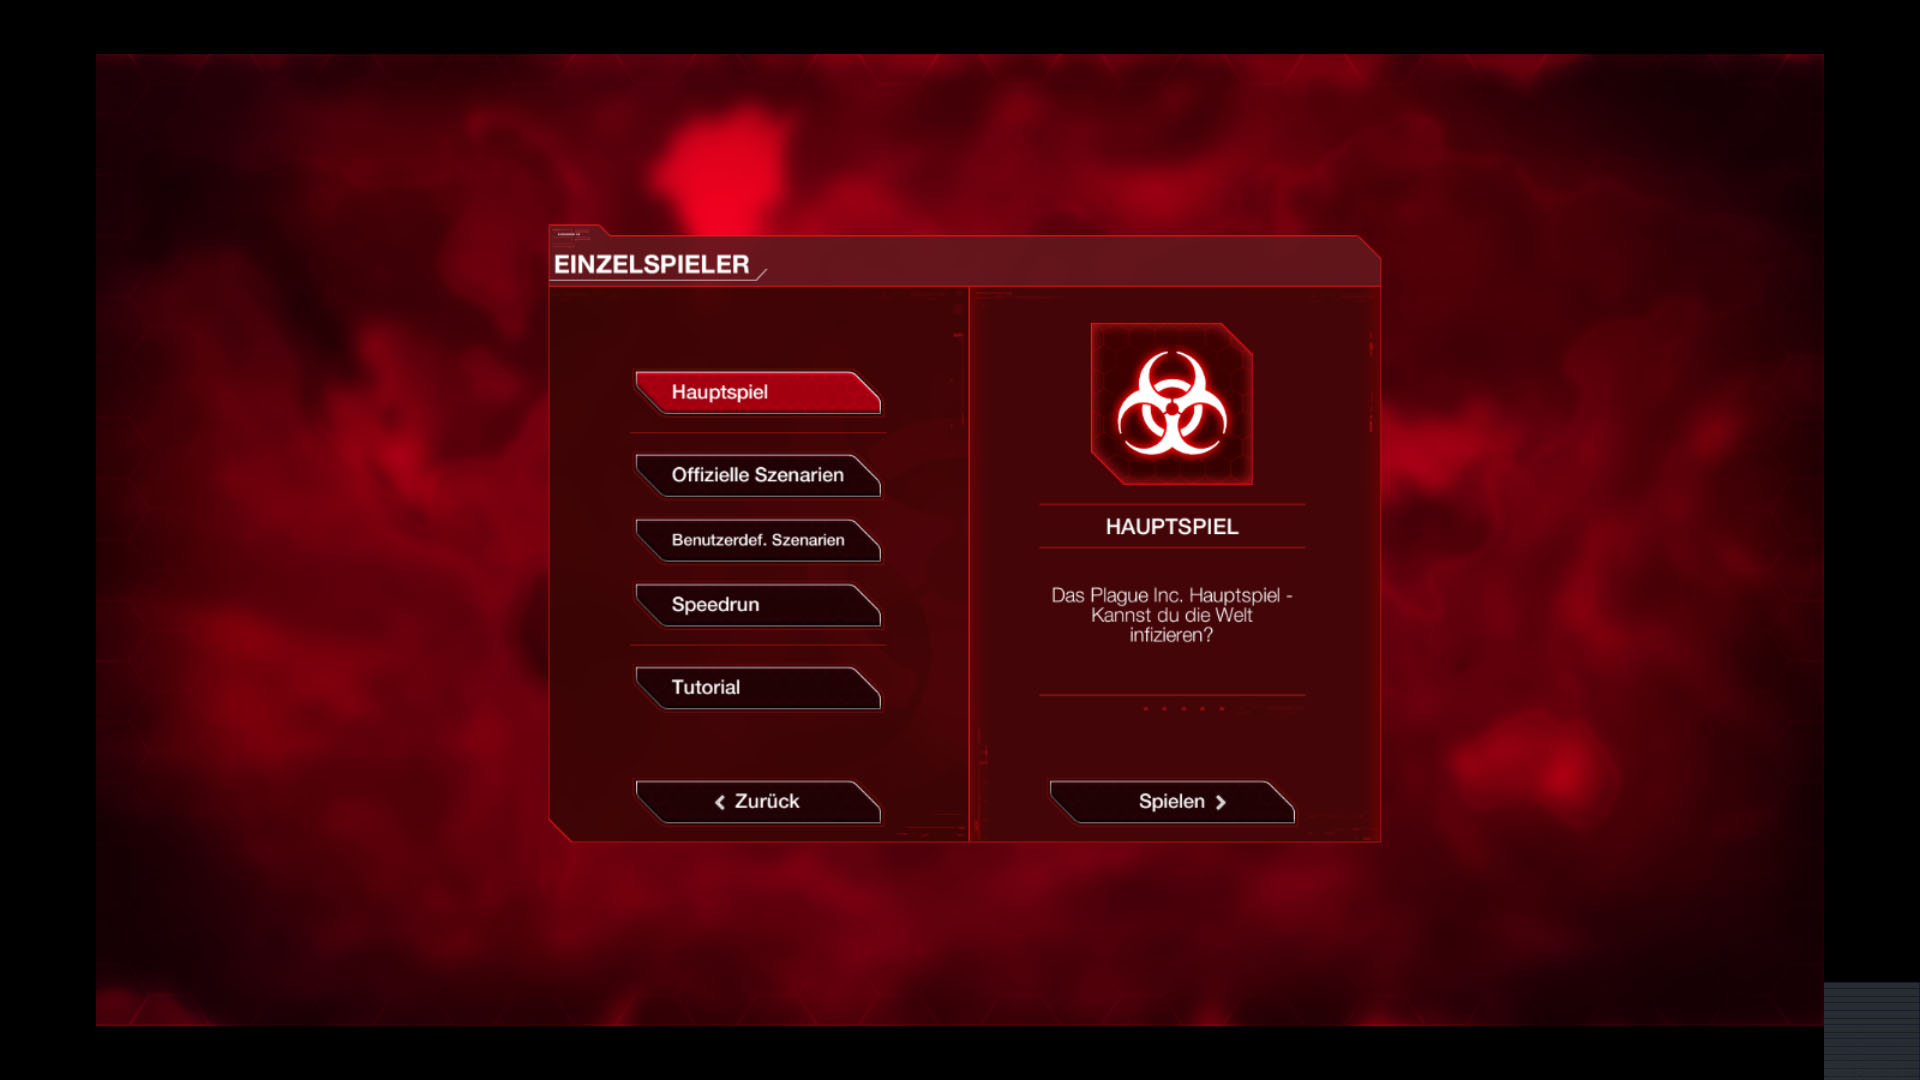 EINZELSPIELER
Hauptspiel
Offizielle Szenarien
Benutzerdef. Szenarien
Speedrun
Tutorial
Zurück
HAUPTSPIEL
Das Plague Inc. Hauptspiel -
Kannst du die Welt
infizieren?
Spielen